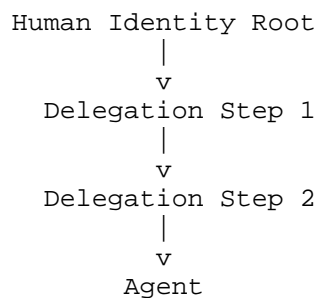 Human Identity Root
|
v
Delegation Step 1
|
v
Delegation Step 2
|
v
Agent